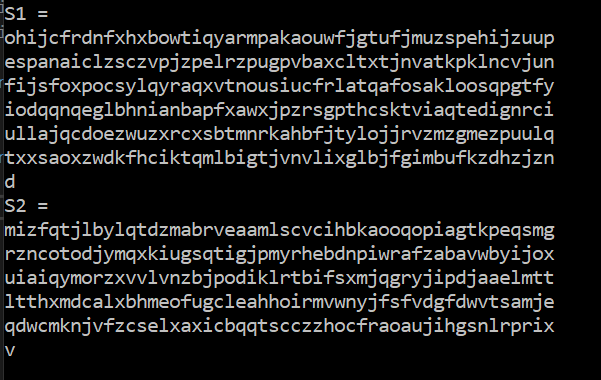 S1 =
ohijcfrdnfxhxbowtiqyarmpakaouwfjgtufjmuzspehijzuup
espanaiclzsczvpjzpelrzpugpvbaxcltxtjnvatkpklncvjun
fijsfoxpocsylqyraqxvtnousiucfrlatqafosakloosqpgtfy
iodqqnqeglbhnianbapfxawxjpzrsgpthcsktviaqtedignrci
ullajqcdoezwuzxrcxsbtmnrkahbfjtylojjrvzmzgmezpuulq
txxsaoxzwdkfhciktqmlbigtjvnvlixglbjfgimbufkzdhzjzn
d
S2 =
mizfqtjlbylqtdzmabrveaamlscvcihbkaooqopiagtkpeqsmg
rzncotodjymqxkiugsqtigjpmyrhebdnpiwrafzabavwbyijox
uiaiqymorzxvvlvnzbjpodiklrtbifsxmjqgryjipdjaaelmtt
ltthxmdcalxbhmeofugcleahhoirmvwnyjfsfvdgfdwvtsamje
qdwcmknjvfzcselxaxicbqqtscczzhocfraoaujihgsnlrprix
v